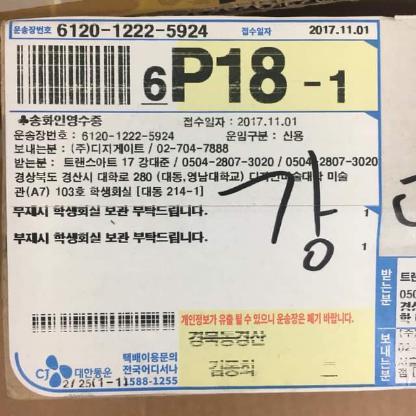 운송장번호 6120-1222-5924 접수일자 2017.11.01
6P18-1
송화인영수증 접수일자 : 2017.11.01
운송장번호 : 6120-1222-5924 운임구분 : 신용
보내는분 : (주)디지게이트 / 02-704-7888
받는분 : 트랜스아트 17 강대준 / 0504-2807-3020 / 0504-2807-3020
경상북도 경산시 대학로 280 (대동,영남대학교) 디자인미술대학 미술
관(A7) 103호 학생회실 [대동 214-1]
부재시 학생회실 보관 부탁드립니다. 1
부재시 학생회실 보관 부탁드립니다. 1
강
개인정보가 유출 될 수 있으니 운송장은 폐기 바랍니다.
경북동경산
김동희
CJ 대한통운
택배이용문의
전국어디서나
1588-1255
2/25(1-1)
받는분
트랜
050
경상
보내는분